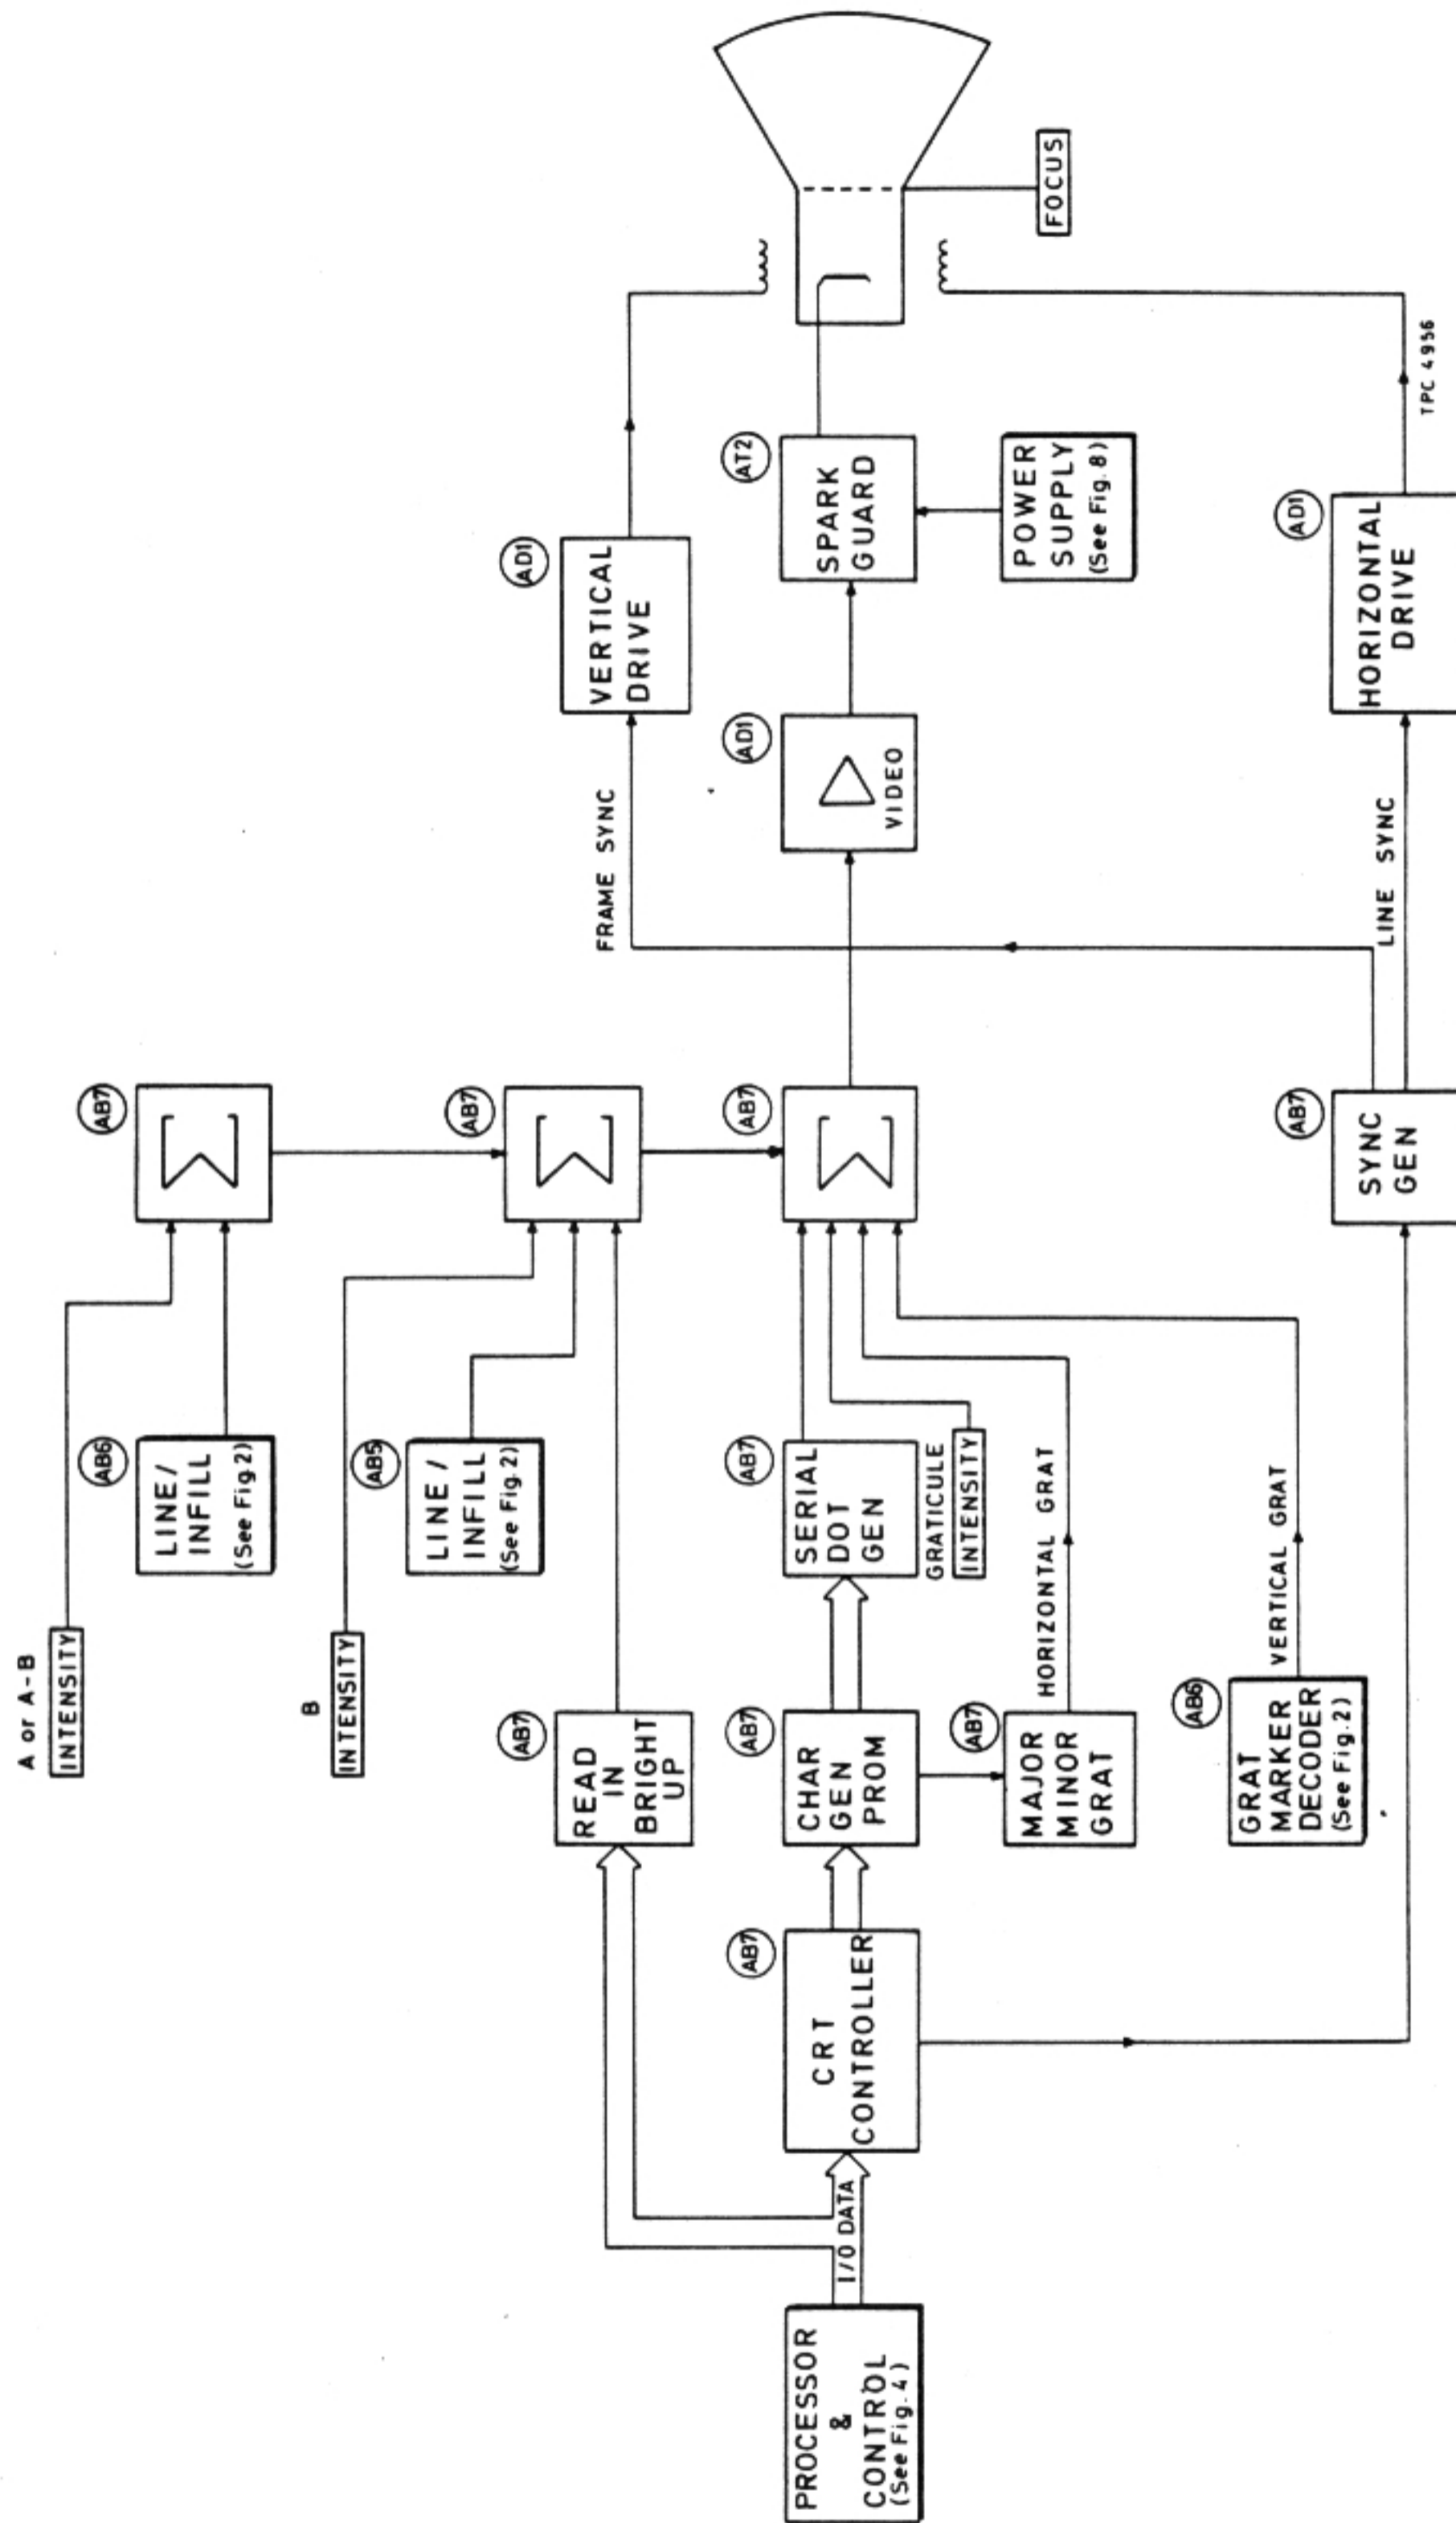 A or A-B
INTENSITY
AB6
LINE/
INFILL
(See Fig.2)
AB7
B
INTENSITY
AB5
LINE /
INFILL
(See Fig.2)
AB7
AB7
READ
IN
BRIGHT
UP
FRAME SYNC
AD1
VERTICAL
DRIVE
PROCESSOR
&
CONTROL
(See Fig.4)
I/O DATA
AB7
CRT
CONTROLLER
AB7
CHAR
GEN
PROM
AB7
SERIAL
DOT
GEN
AB7
AD1
VIDEO
AT2
SPARK
GUARD
GRATICULE
INTENSITY
AB7
MAJOR
MINOR
GRAT
HORIZONTAL GRAT
POWER
SUPPLY
(See Fig.8)
FOCUS
AB6
GRAT
MARKER
DECODER
(See Fig.2)
VERTICAL GRAT
AB7
SYNC
GEN
LINE SYNC
AD1
HORIZONTAL
DRIVE
TPC 4956